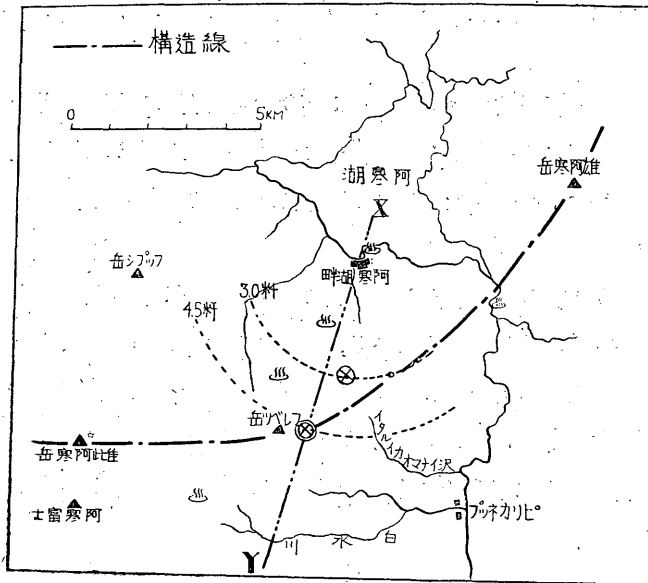 構造線
0 5KM
阿寒湖
雄阿寒岳
X
阿寒湖畔
フップシ岳
3.0粁
4.5粁
フレベツ岳
雌阿寒岳
イタルイカオマナイ沢
阿寒富士
ピリカネップ
白水川
Y